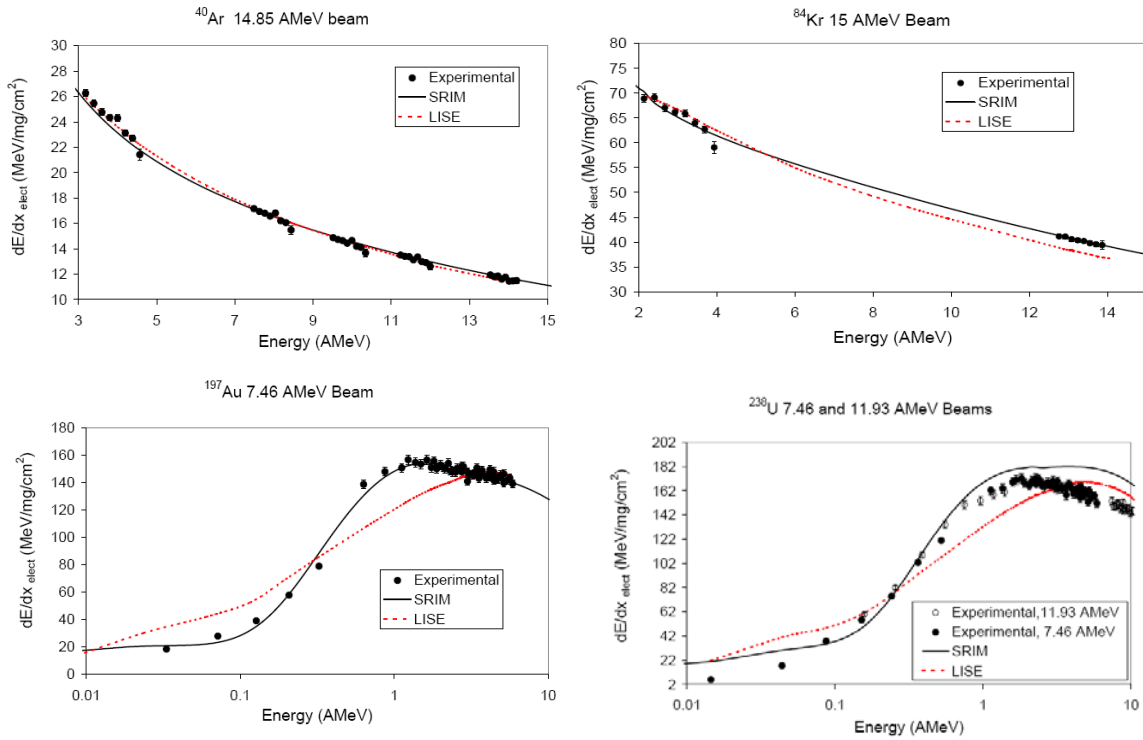 40Ar 14.85 AMeV beam
dE/dx elect (MeV/mg/cm2)
30
28
26
24
22
20
18
16
14
12
10
Experimental
SRIM
LISE
3 5 7 9 11 13 15
Energy (AMeV)
84Kr 15 AMeV Beam
dE/dx elect (MeV/mg/cm2)
80
75
70
65
60
55
50
45
40
35
30
Experimental
SRIM
LISE
2 4 6 8 10 12 14
Energy (AMeV)
197Au 7.46 AMeV Beam
dE/dx elect (MeV/mg/cm2)
180
160
140
120
100
80
60
40
20
0
Experimental
SRIM
LISE
0.01 0.1 1 10
Energy (AMeV)
238U 7.46 and 11.93 AMeV Beams
dE/dx elect (MeV/mg/cm2)
202
182
162
142
122
102
82
62
42
22
2
Experimental, 11.93 AMeV
Experimental, 7.46 AMeV
SRIM
LISE
0.01 0.1 1 10
Energy (AMeV)